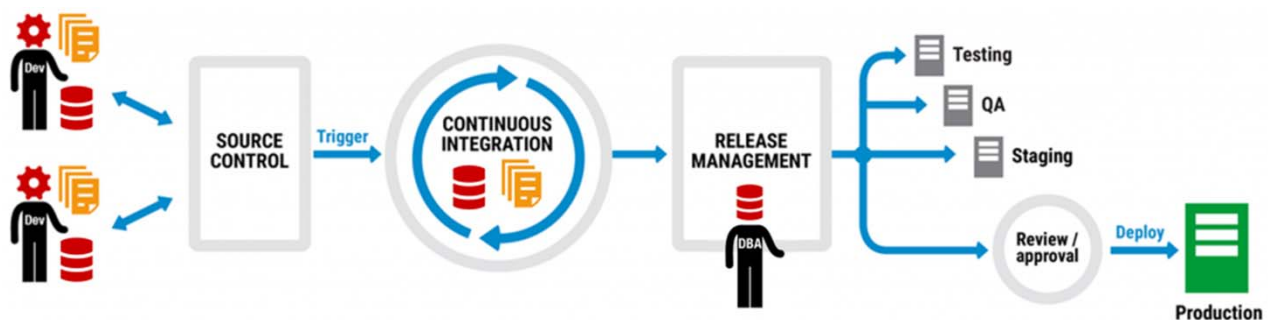 Dev
Dev
SOURCE
CONTROL
Trigger
CONTINUOUS
INTEGRATION
RELEASE
MANAGEMENT
DBA
Testing
QA
Staging
Review /
approval
Deploy
Production